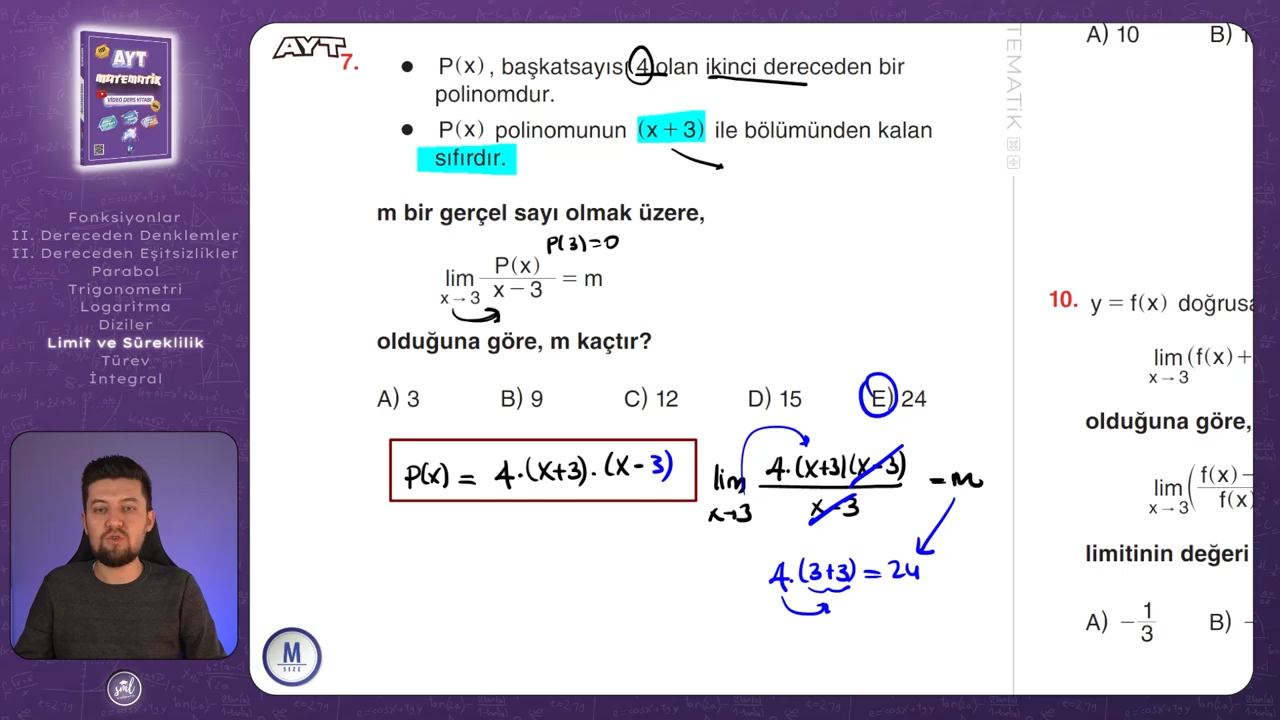 AYT
MATEMATİK
VİDEO DERS KİTABI
Fonksiyonlar
II. Dereceden Denklemler
II. Dereceden Eşitsizlikler
Parabol
Trigonometri
Logaritma
Diziler
Limit ve Süreklilik
Türev
İntegral
sml
AYT
7.
● P(x), başkatsayısı 4 olan ikinci dereceden bir
polinomdur.
● P(x) polinomunun (x + 3) ile bölümünden kalan
sıfırdır.
m bir gerçel sayı olmak üzere,
P(3)=0
lim x→3 P(x) / x − 3 = m
olduğuna göre, m kaçtır?
A) 3 B) 9 C) 12 D) 15 E) 24
P(x) = 4.(x+3).(x-3)
lim x→3 4.(x+3)(x-3) / x-3 = m
4.(3+3) = 24
M
SIZE
TEMATİK
A) 10 B) 1
10. y = f(x) doğrusa
lim x→3 (f(x) +
olduğuna göre,
lim x→3 ( f(x) − / f(x)
limitinin değeri
A) − 1/3 B) −